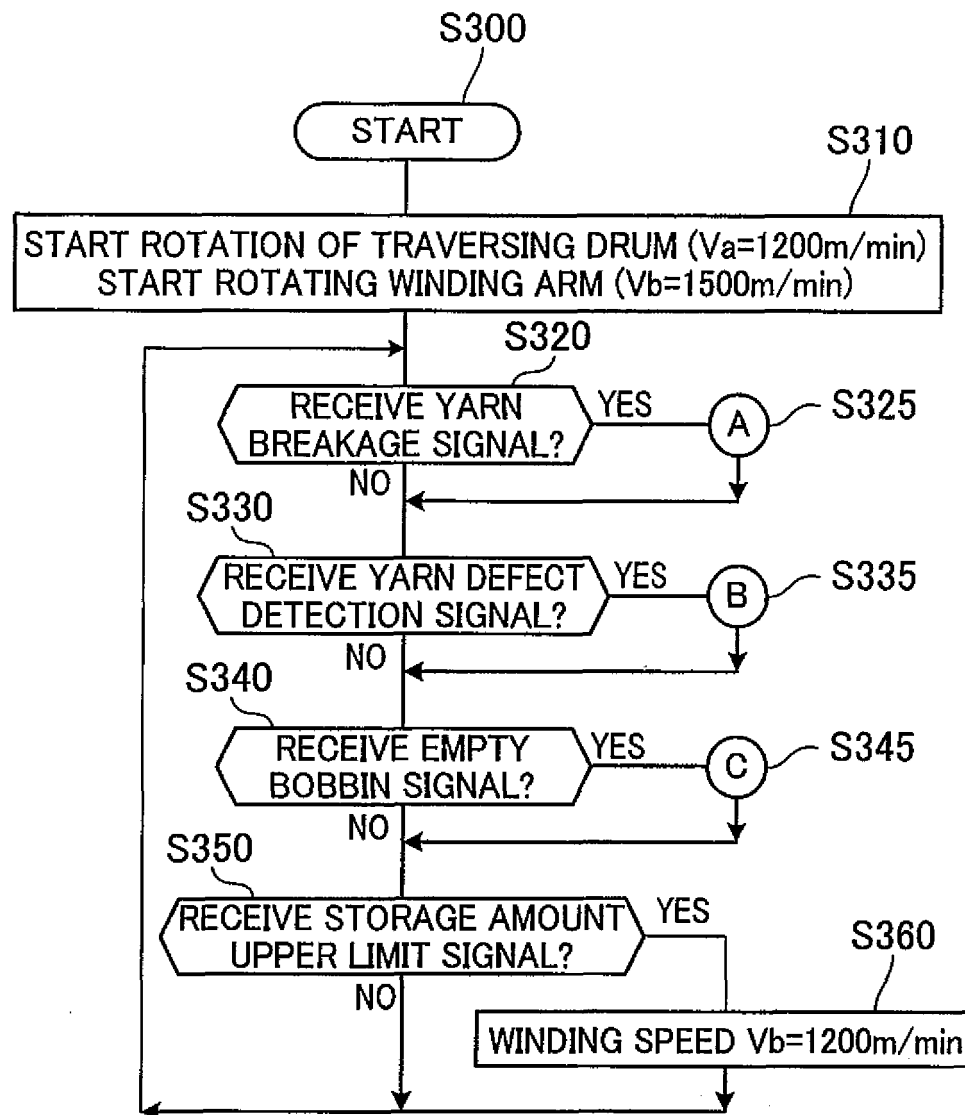 S300
START
S310
START ROTATION OF TRAVERSING DRUM (Va=1200m/min)
START ROTATING WINDING ARM (Vb=1500m/min)
S320
RECEIVE YARN
BREAKAGE SIGNAL?
YES
A
S325
NO
S330
RECEIVE YARN DEFECT
DETECTION SIGNAL?
YES
B
S335
NO
S340
RECEIVE EMPTY
BOBBIN SIGNAL?
YES
C
S345
NO
S350
RECEIVE STORAGE AMOUNT
UPPER LIMIT SIGNAL?
YES
S360
NO
WINDING SPEED Vb=1200m/min